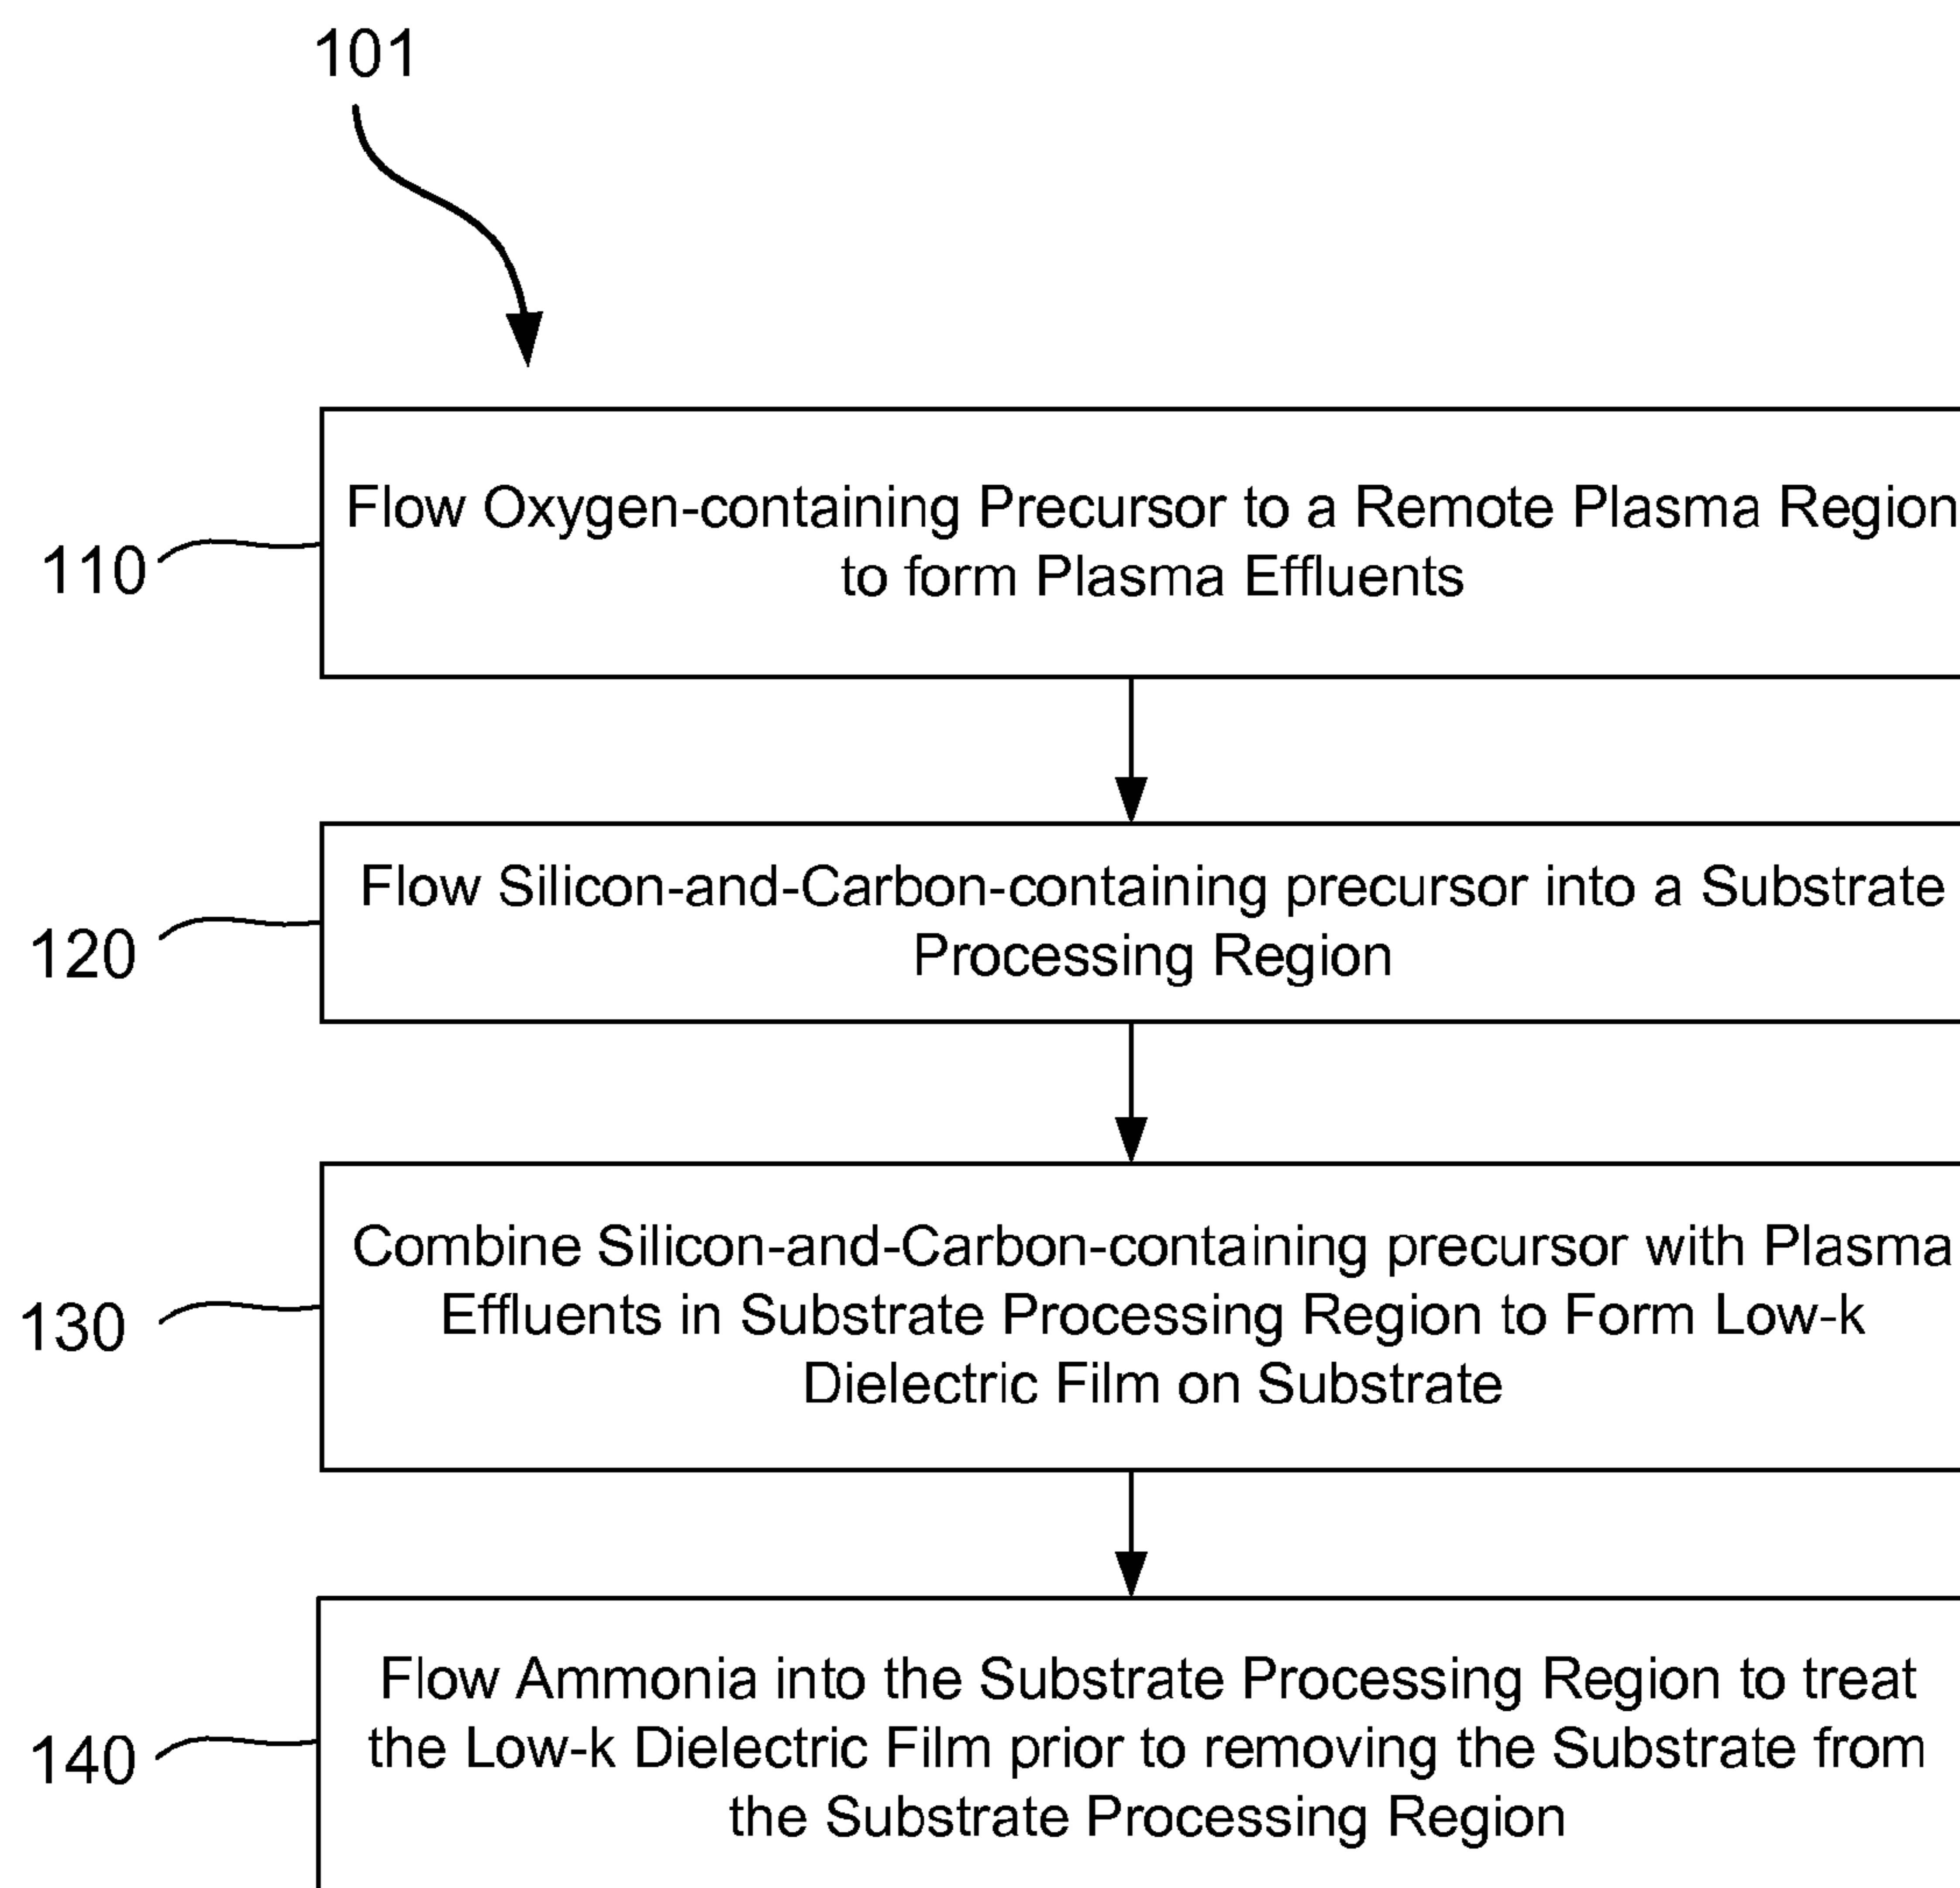 101
110
Flow Oxygen-containing Precursor to a Remote Plasma Region
to form Plasma Effluents
120
Flow Silicon-and-Carbon-containing precursor into a Substrate
Processing Region
130
Combine Silicon-and-Carbon-containing precursor with Plasma
Effluents in Substrate Processing Region to Form Low-k
Dielectric Film on Substrate
140
Flow Ammonia into the Substrate Processing Region to treat
the Low-k Dielectric Film prior to removing the Substrate from
the Substrate Processing Region